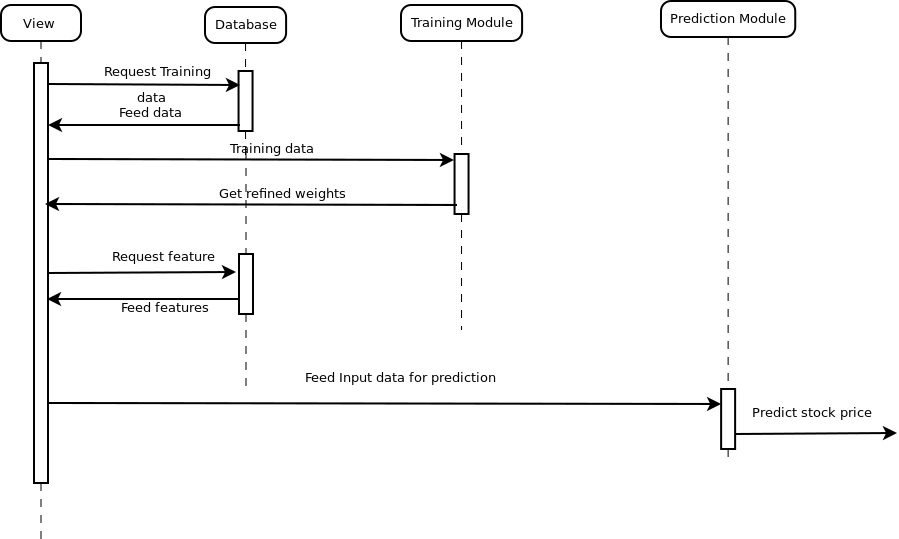 View
Database
Training Module
Prediction Module
Request Training
data
Feed data
Training data
Get refined weights
Request feature
Feed features
Feed Input data for prediction
Predict stock price